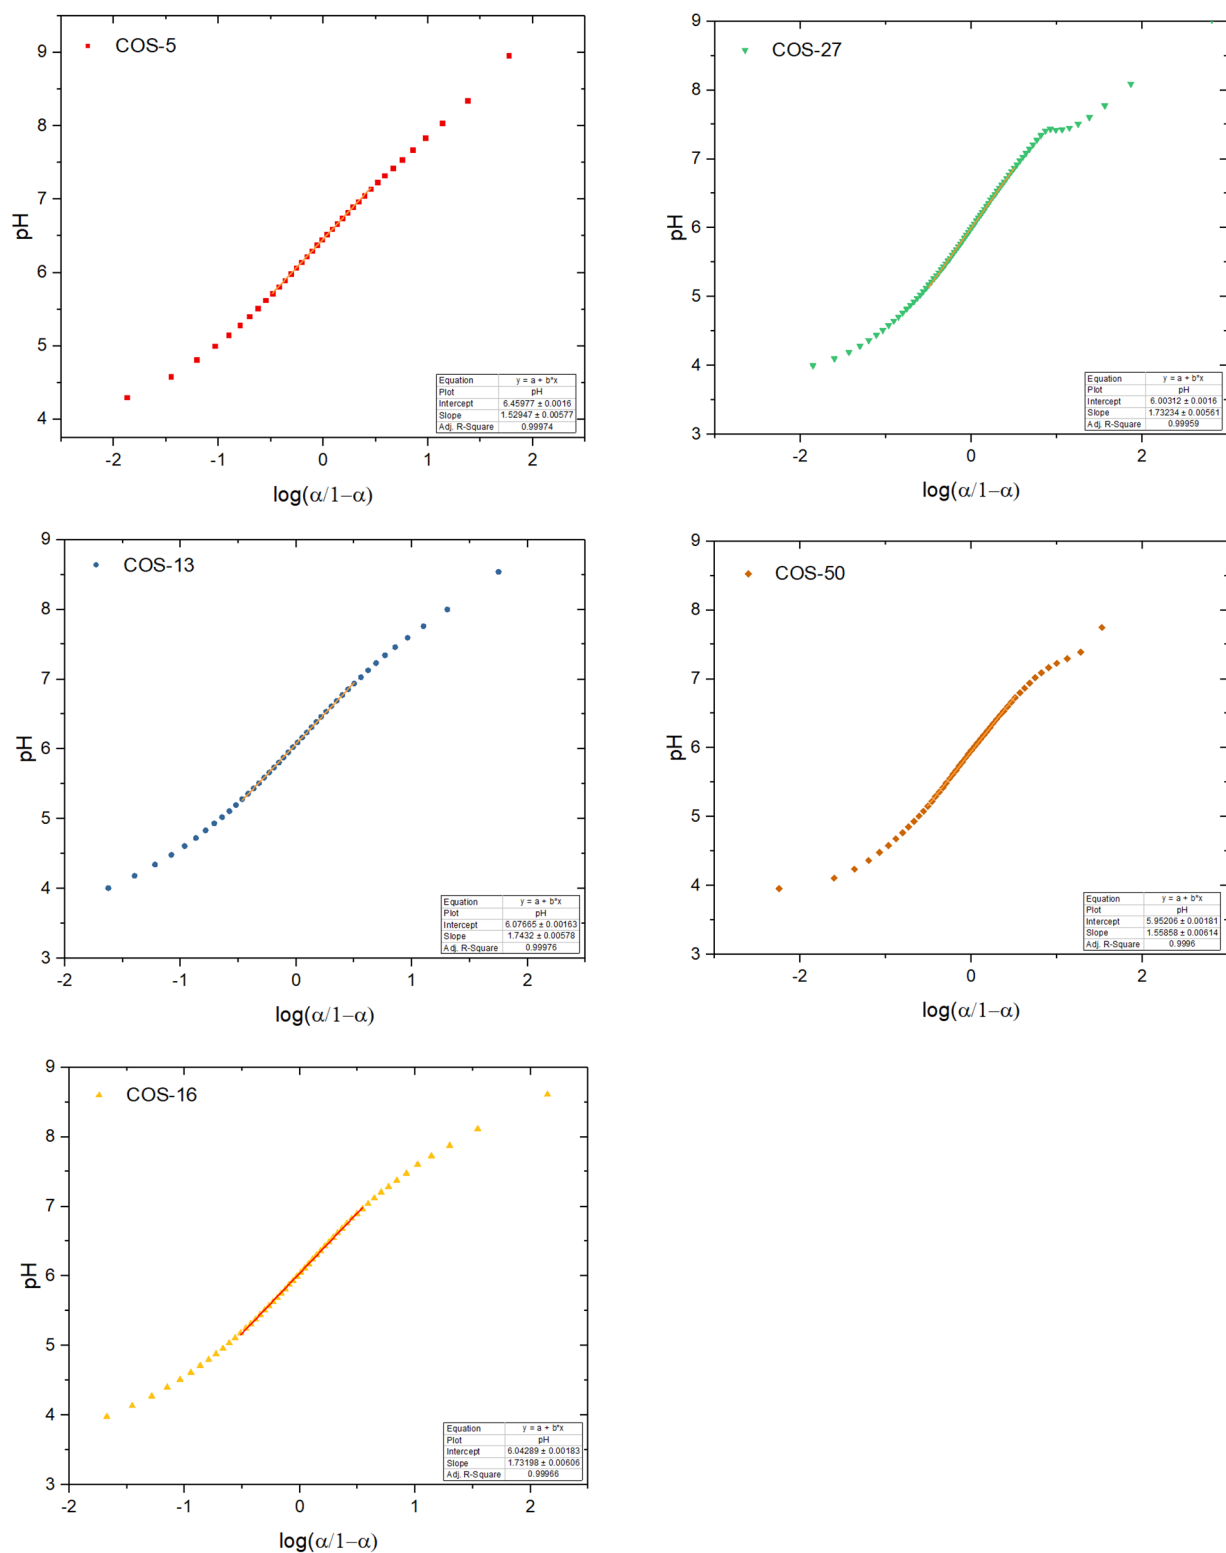 COS-5
9
8
7
6
5
4
pH
-2 -1 0 1 2
log(α/1−α)
Equation y = a + b*x
Plot pH
Intercept 6.45977 ± 0.0016
Slope 1.52947 ± 0.00577
Adj. R-Square 0.99974
COS-27
9
8
7
6
5
4
3
pH
-2 0 2
log(α/1−α)
Equation y = a + b*x
Plot pH
Intercept 6.00312 ± 0.0016
Slope 1.73234 ± 0.00561
Adj. R-Square 0.99959
COS-13
9
8
7
6
5
4
3
pH
-2 -1 0 1 2
log(α/1−α)
Equation y = a + b*x
Plot pH
Intercept 6.07665 ± 0.00163
Slope 1.7432 ± 0.00578
Adj. R-Square 0.99976
COS-50
9
8
7
6
5
4
3
pH
-2 0 2
log(α/1−α)
Equation y = a + b*x
Plot pH
Intercept 5.95206 ± 0.00181
Slope 1.55858 ± 0.00614
Adj. R-Square 0.9996
COS-16
9
8
7
6
5
4
3
pH
-2 -1 0 1 2
log(α/1−α)
Equation y = a + b*x
Plot pH
Intercept 6.04289 ± 0.00183
Slope 1.73198 ± 0.00606
Adj. R-Square 0.99966